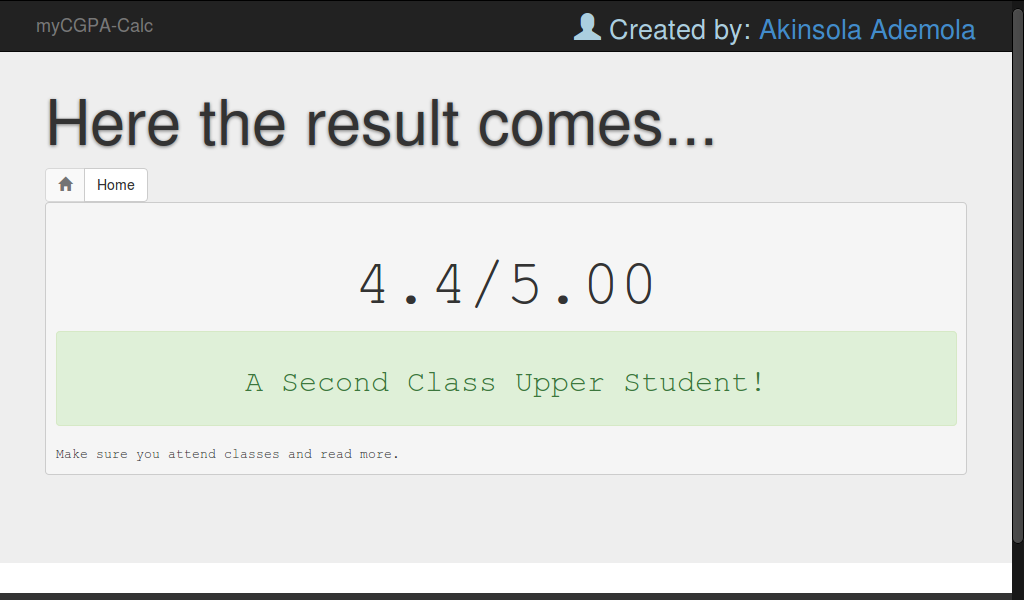 myCGPA-Calc
Created by: Akinsola Ademola
Here the result comes...
Home
4.4/5.00
A Second Class Upper Student!
Make sure you attend classes and read more.